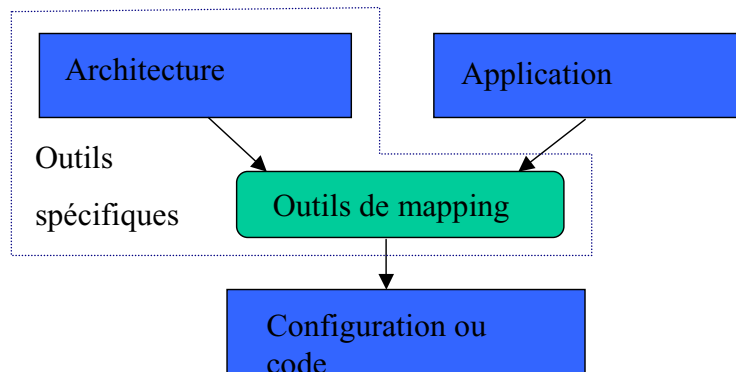 Architecture
Application
Outils
spécifiques
Outils de mapping
Configuration ou
code